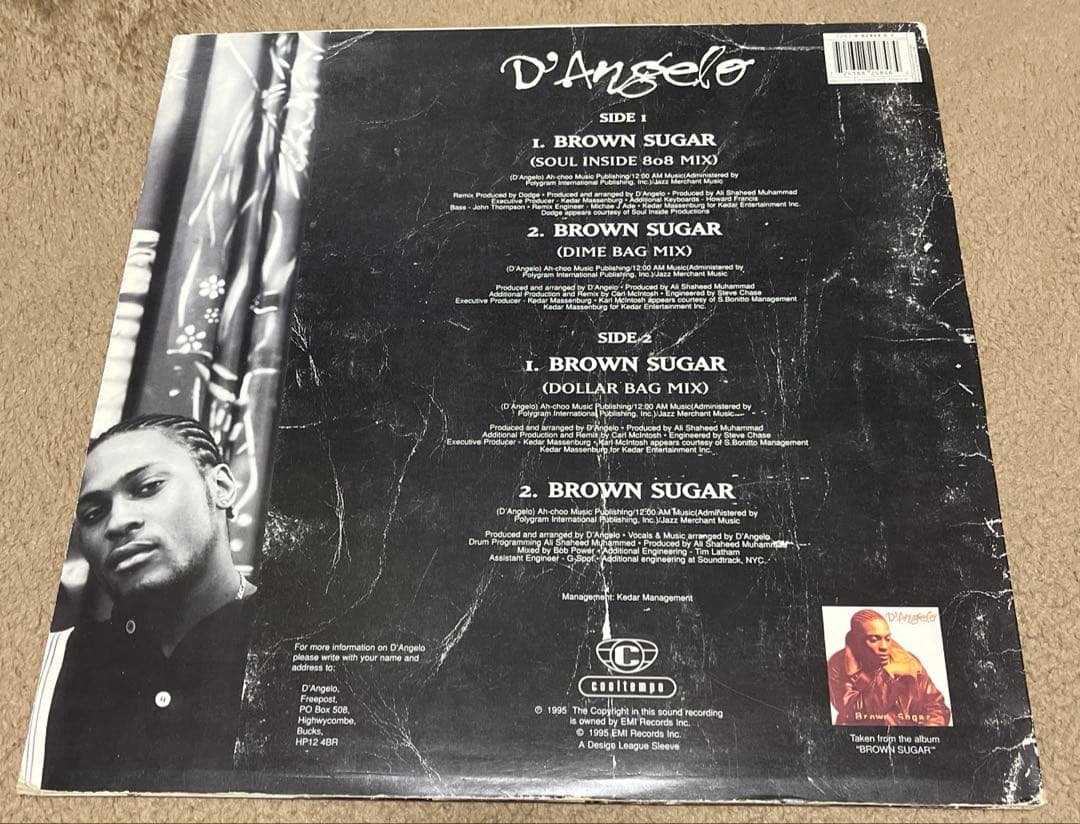 D'Angelo
SIDE 1
1. BROWN SUGAR
(SOUL INSIDE 808 MIX)
(D'Angelo) Ah-choo Music Publishing/12:00 AM Music(Administered by
Polygram International Publishing, Inc.)/Jazz Merchant Music
Remix Produced by Dodge • Produced and arranged by D'Angelo • Produced by Ali Shaheed Muhammad
Executive Producer - Kedar Massenburg • Additional Keyboards - Howard Francis
Bass - John Thompson • Remix Engineer - Michae J Ade • Kedar Massenburg for Kedar Entertainment Inc.
Dodge appears courtesy of Soul Inside Productions
2. BROWN SUGAR
(DIME BAG MIX)
(D'Angelo) Ah-choo Music Publishing/12:00 AM Music(Administered by
Polygram International Publishing, Inc.)/Jazz Merchant Music
Produced and arranged by D'Angelo • Produced by Ali Shaheed Muhammad
Additional Production and Remix by Carl McIntosh • Engineered by Steve Chase
Executive Producer - Kedar Massenburg • Karl McIntosh appears courtesy of S.Bonitto Management
Kedar Massenburg for Kedar Entertainment Inc.
SIDE 2
1. BROWN SUGAR
(DOLLAR BAG MIX)
(D'Angelo) Ah-choo Music Publishing/12:00 AM Music(Administered by
Polygram International Publishing, Inc.)/Jazz Merchant Music
Produced and arranged by D'Angelo • Produced by Ali Shaheed Muhammad
Additional Production and Remix by Carl McIntosh • Engineered by Steve Chase
Executive Producer - Kedar Massenburg • Karl McIntosh appears courtesy of S.Bonitto Management
Kedar Massenburg for Kedar Entertainment Inc.
2. BROWN SUGAR
(D'Angelo) Ah-choo Music Publishing/12:00 AM Music(Administered by
Polygram International Publishing, Inc.)/Jazz Merchant Music
Produced and arranged by D'Angelo • Vocals & Music arranged by D'Angelo
Drum Programming Ali Shaheed Muhammed • Produced by Ali Shaheed Muhammad
Mixed by Bob Power • Additional Engineering - Tim Latham
Assistant Engineer - G-Spot • Additional engineering at Soundtrack, NYC.
Management: Kedar Management
For more information on D'Angelo
please write with your name and
address to:
D'Angelo,
Freepost,
PO Box 508,
Highwycombe,
Bucks,
HP12 4BR
C
cooltempo
℗ 1995 The Copyright in this sound recording
is owned by EMI Records Inc.
© 1995 EMI Records Inc.
A Design League Sleeve
D'Angelo
Brown Sugar
Taken from the album
"BROWN SUGAR"